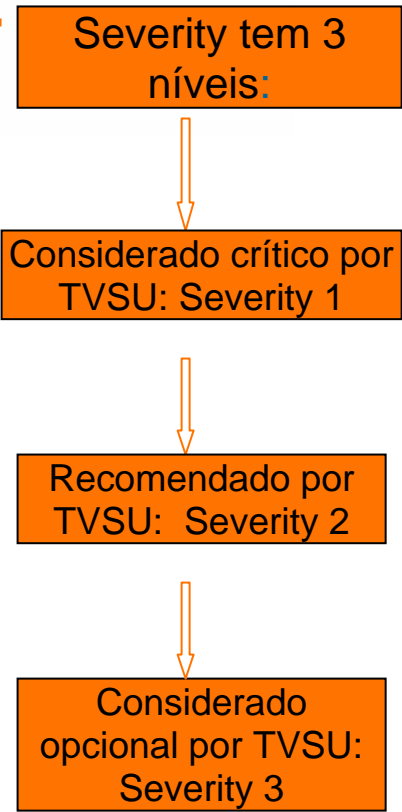 Severity tem 3
níveis:
Considerado crítico por
TVSU: Severity 1
Recomendado por
TVSU: Severity 2
Considerado
opcional por TVSU:
Severity 3